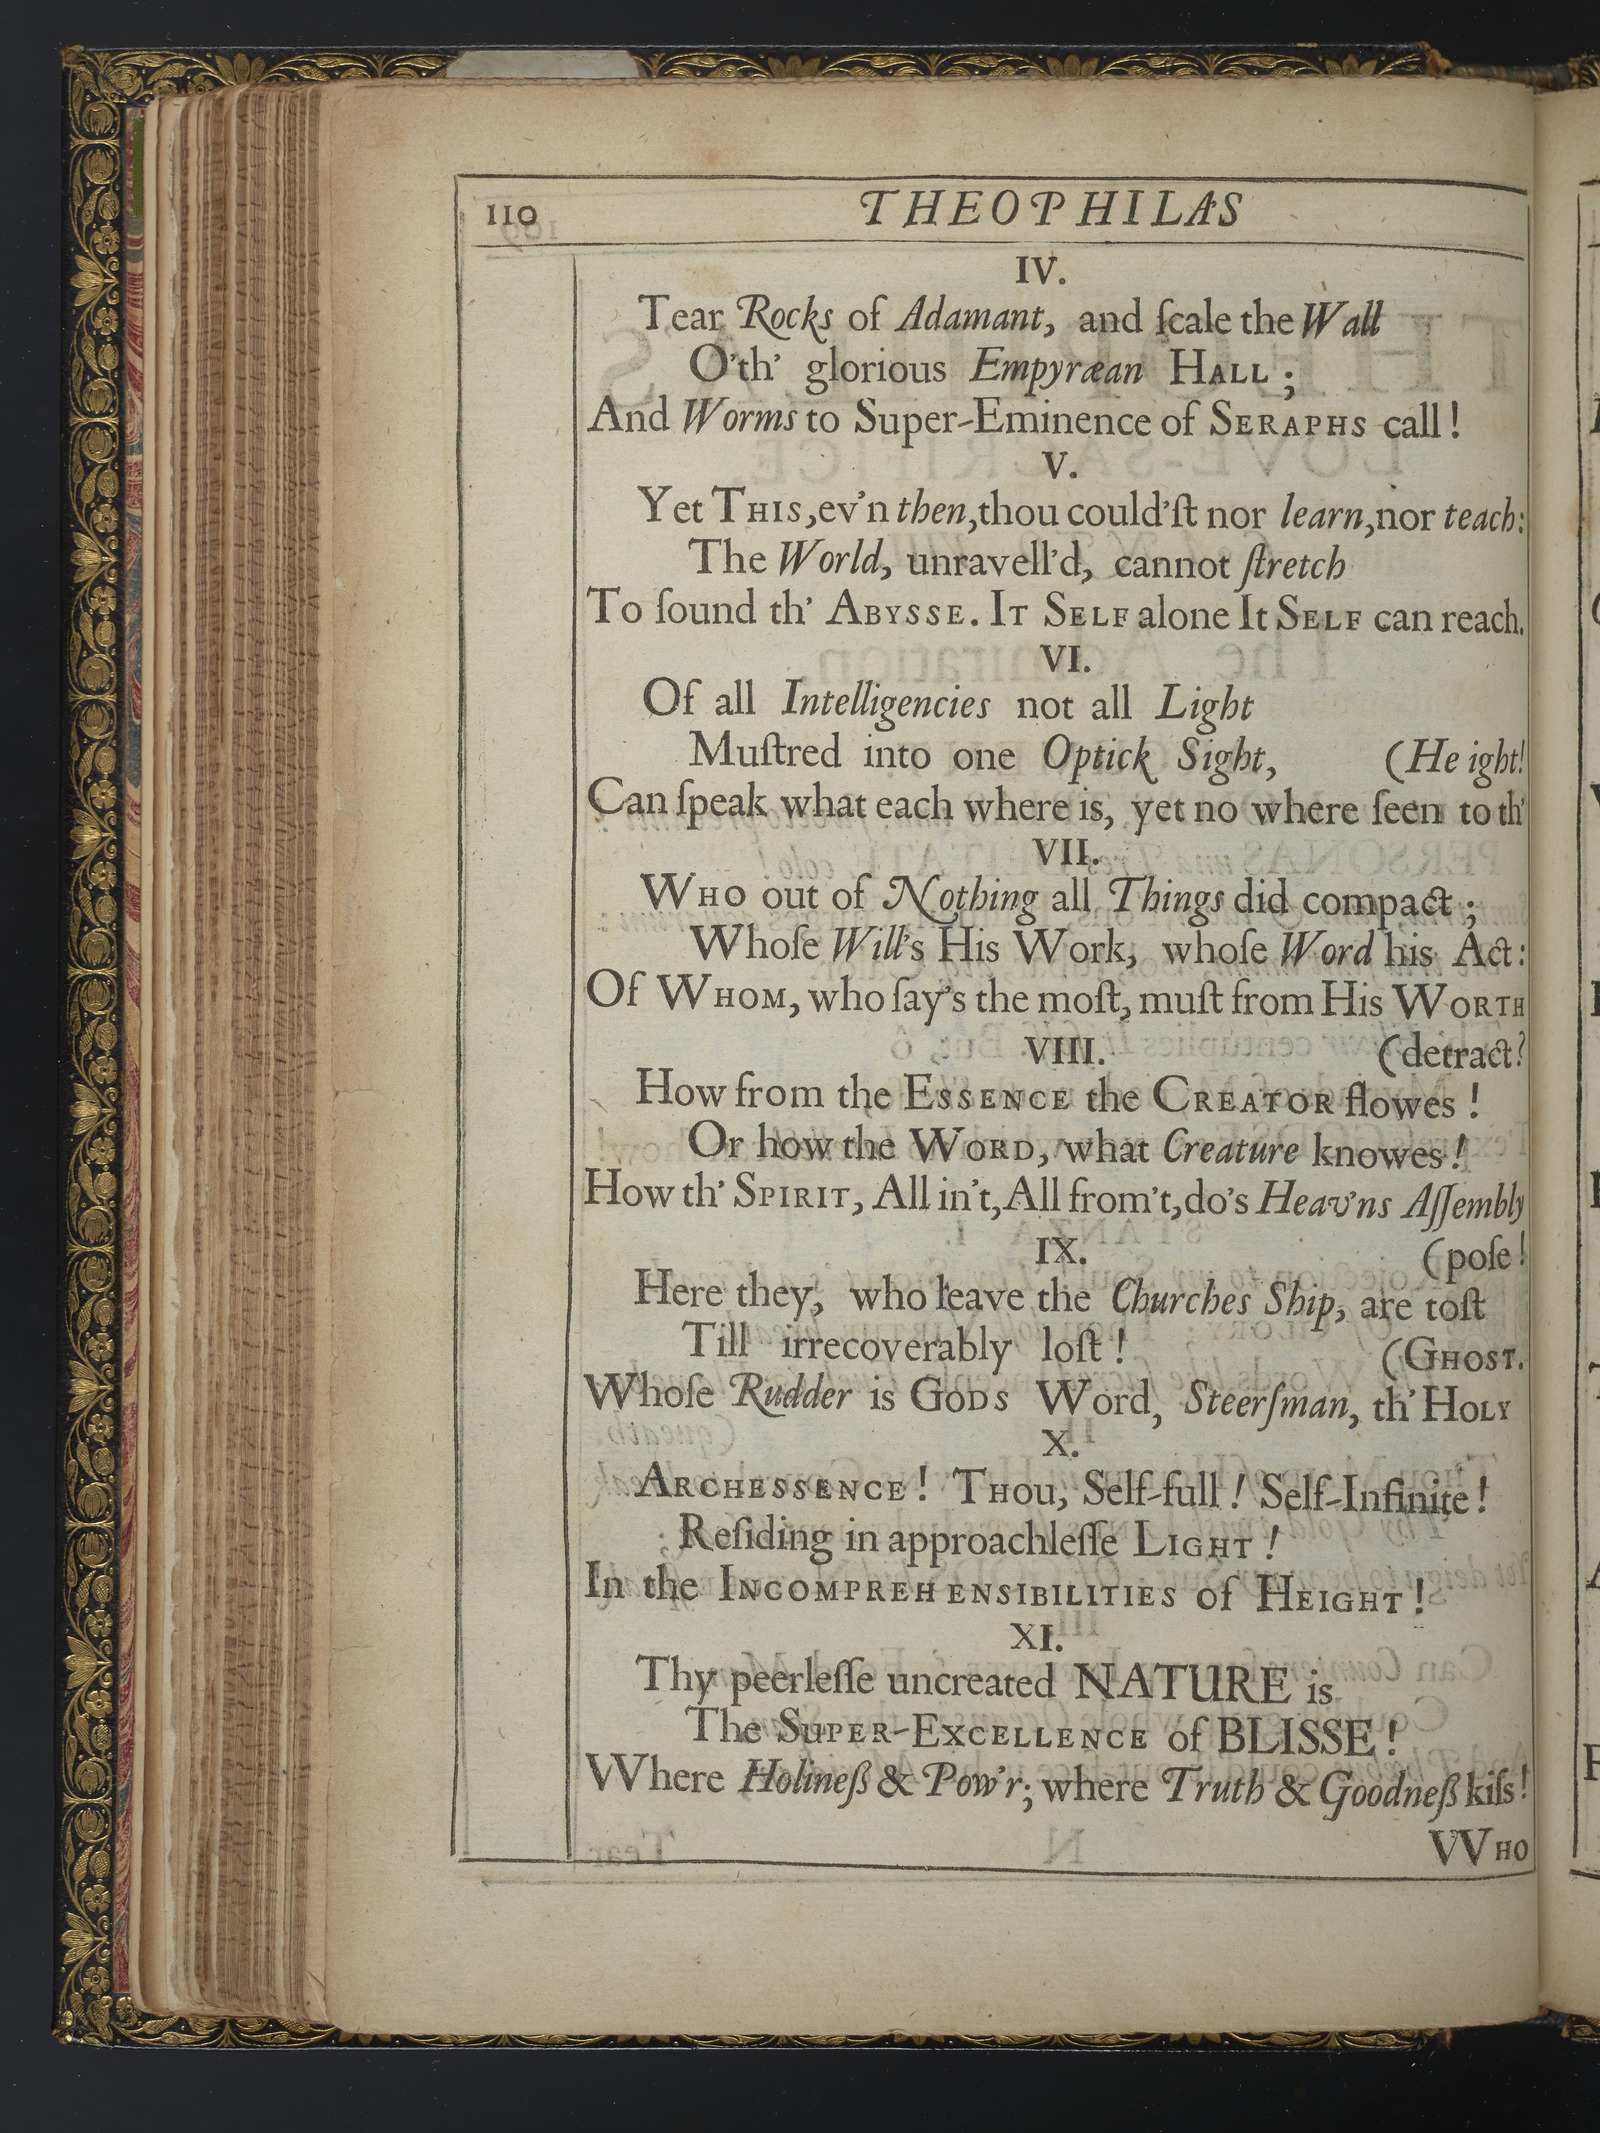 110 THEOPHILAS
IV.
Tear Rocks of Adamant, and ſcale the Wall
O'th' glorious Empyræan HALL;
And Worms to Super-Eminence of SERAPHS call!
V.
Yet THIS, ev'n then, thou could'ſt nor learn, nor teach:
The World, unravell'd, cannot ſtretch
To ſound th' ABYSSE. IT SELF alone It SELF can reach.
VI.
Of all Intelligencies not all Light
Muſtred into one Optick Sight, (He ight!
Can ſpeak what each where is, yet no where ſeen to th'
VII.
WHO out of Nothing all Things did compact;
Whoſe Will's His Work, whoſe Word his Act:
Of WHOM, who ſay's the moſt, muſt from His WORTH
VIII. (detract?
How from the ESSENCE the CREATOR flowes!
Or how the WORD, what Creature knowes!
How th' SPIRIT, All in't, All from't, do's Heav'ns Aſſembly
IX. (poſe!
Here they, who leave the Churches Ship, are toſt
Till irrecoverably loſt! (GHOST.
Whoſe Rudder is GODS Word, Steerſman, th' HOLY
X.
ARCHESSENCE! THOU, Self-full! Self-Infinite!
Reſiding in approachleſſe LIGHT!
In the INCOMPREHENSIBILITIES of HEIGHT!
XI.
Thy peerleſſe uncreated NATURE is
The SUPER-EXCELLENCE of BLISSE!
Where Holineß & Pow'r; where Truth & Goodneß kiſs!
WHO